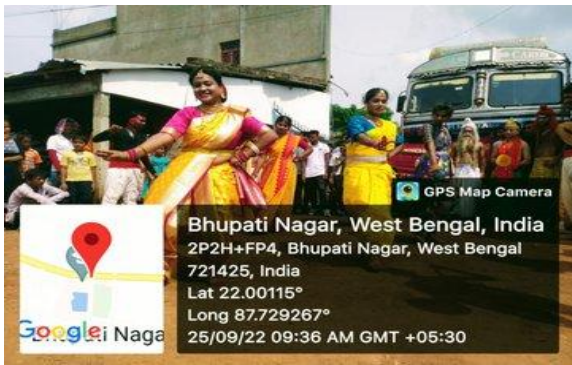 GPS Map Camera
Bhupati Nagar, West Bengal, India
2P2H+FP4, Bhupati Nagar, West Bengal
721425, India
Lat 22.00115°
Long 87.729267°
25/09/22 09:36 AM GMT +05:30
Google
Naga